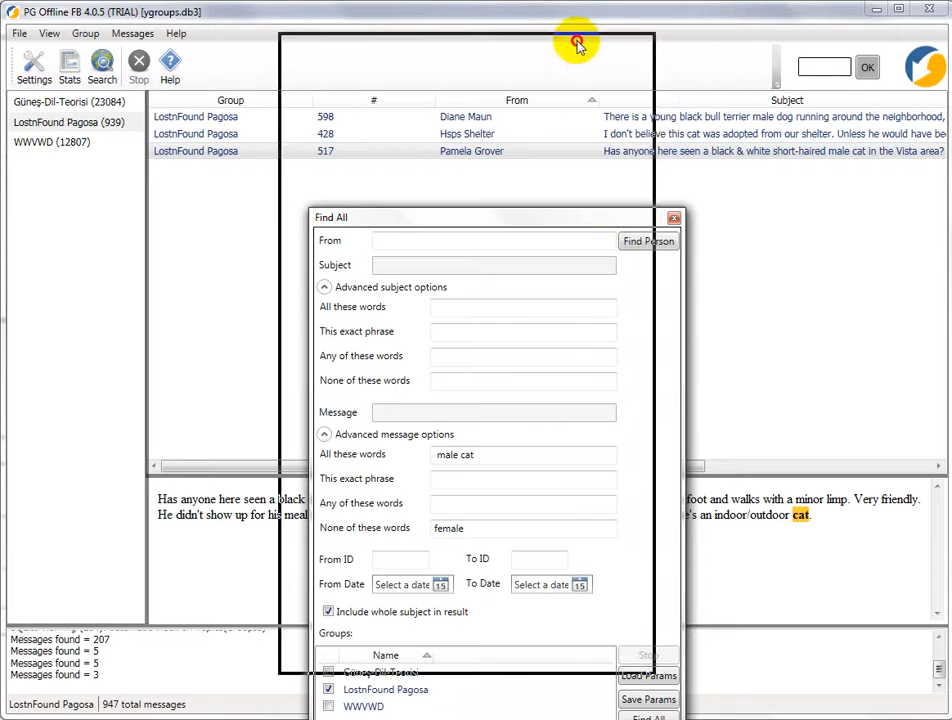 PG Offline FB 4.0.5 (TRIAL) [ygroups.db3]
File View Group Messages Help
OK
Settings Stats Search Stop Help
Güneş-Dil-Teorisi (23084)
LostnFound Pagosa (939)
WWVWD (12807)
Group # From Subject
LostnFound Pagosa 598 Diane Maun There is a young black bull terrier male dog running around the neighborhood,
LostnFound Pagosa 428 Hsps Shelter I don't believe this cat was adopted from our shelter. Unless he would have be
LostnFound Pagosa 517 Pamela Grover Has anyone here seen a black & white short-haired male cat in the Vista area?
Find All
From Find Person
Subject
Advanced subject options
All these words
This exact phrase
Any of these words
None of these words
Message
Advanced message options
All these words male cat
This exact phrase
Any of these words
None of these words female
From ID To ID
From Date Select a date 15 To Date Select a date 15
Include whole subject in result
Groups:
Name Stop
Güneş-Dil-Teorisi Load Params
LostnFound Pagosa
WWVWD Save Params
Find All
Has anyone here seen a black foot and walks with a minor limp. Very friendly.
He didn't show up for his meal 's an indoor/outdoor cat.
Messages found = 207
Messages found = 5
Messages found = 5
Messages found = 3
LostnFound Pagosa 947 total messages